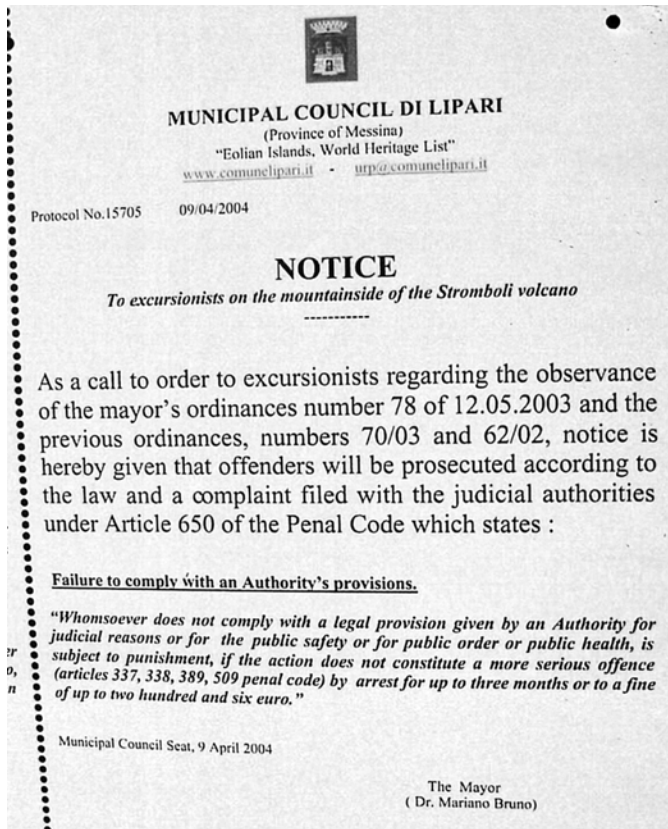 MUNICIPAL COUNCIL DI LIPARI
(Province of Messina)
“Eolian Islands, World Heritage List”
www.comunelipari.it - urp@comunelipari.it
Protocol No.15705 09/04/2004
NOTICE
To excursionists on the mountainside of the Stromboli volcano
-----------
As a call to order to excursionists regarding the observance
of the mayor’s ordinances number 78 of 12.05.2003 and the
previous ordinances, numbers 70/03 and 62/02, notice is
hereby given that offenders will be prosecuted according to
the law and a complaint filed with the judicial authorities
under Article 650 of the Penal Code which states :
Failure to comply with an Authority’s provisions.
“Whomsoever does not comply with a legal provision given by an Authority for
judicial reasons or for the public safety or for public order or public health, is
subject to punishment, if the action does not constitute a more serious offence
(articles 337, 338, 389, 509 penal code) by arrest for up to three months or to a fine
of up to two hundred and six euro.”
Municipal Council Seat, 9 April 2004
The Mayor
( Dr. Mariano Bruno)
er
o,
n